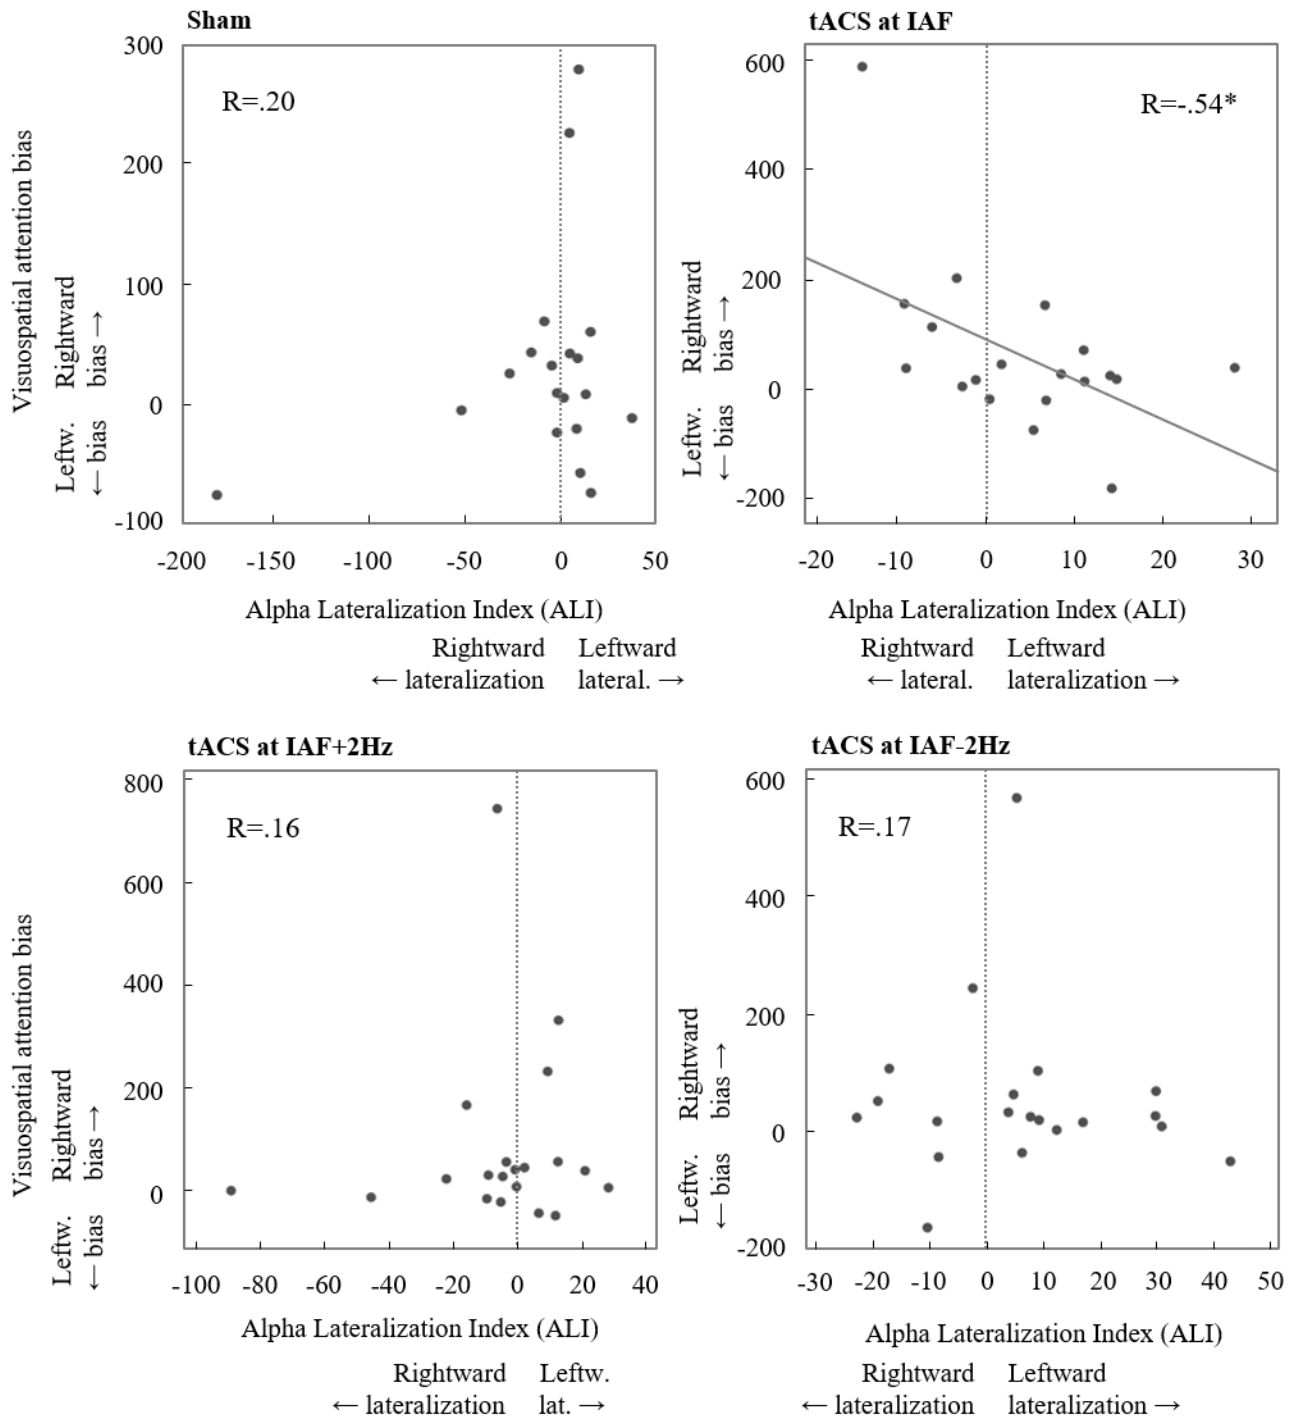 Sham
R=.20
300
200
100
0
-100
Visuospatial attention bias
Rightward
bias →
Leftw.
← bias
-200 -150 -100 -50 0 50
Alpha Lateralization Index (ALI)
Rightward
← lateralization
Leftward
lateral. →
tACS at IAF
R=-.54*
600
400
200
0
-200
Rightward
bias →
Leftw.
← bias
-20 -10 0 10 20 30
Alpha Lateralization Index (ALI)
Rightward
← lateral.
Leftward
lateralization →
tACS at IAF+2Hz
R=.16
800
600
400
200
0
Visuospatial attention bias
Rightward
bias →
Leftw.
← bias
-100 -80 -60 -40 -20 0 20 40
Alpha Lateralization Index (ALI)
Rightward
← lateralization
Leftw.
lat. →
tACS at IAF-2Hz
R=.17
600
400
200
0
-200
Rightward
bias →
Leftw.
← bias
-30 -20 -10 0 10 20 30 50
Alpha Lateralization Index (ALI)
Rightward
← lateralization
Leftward
lateralization →